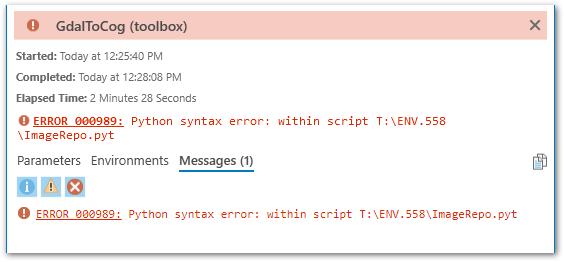 GdalToCog (toolbox)
Started: Today at 12:25:40 PM
Completed: Today at 12:28:08 PM
Elapsed Time: 2 Minutes 28 Seconds
ERROR 000989: Python syntax error: within script T:\ENV.558
\ImageRepo.pyt
Parameters Environments Messages (1)
ERROR 000989: Python syntax error: within script T:\ENV.558\ImageRepo.pyt